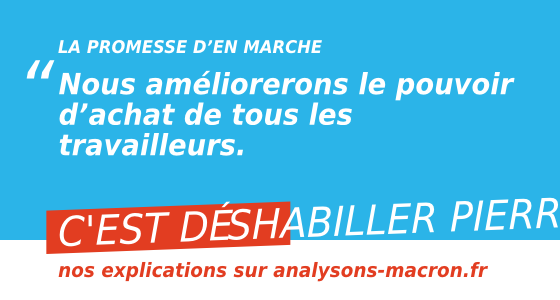 LA PROMESSE D’EN MARCHE
“ Nous améliorerons le pouvoir
d’achat de tous les
travailleurs.
C'EST DÉSHABILLER PIERR
nos explications sur analysons-macron.fr